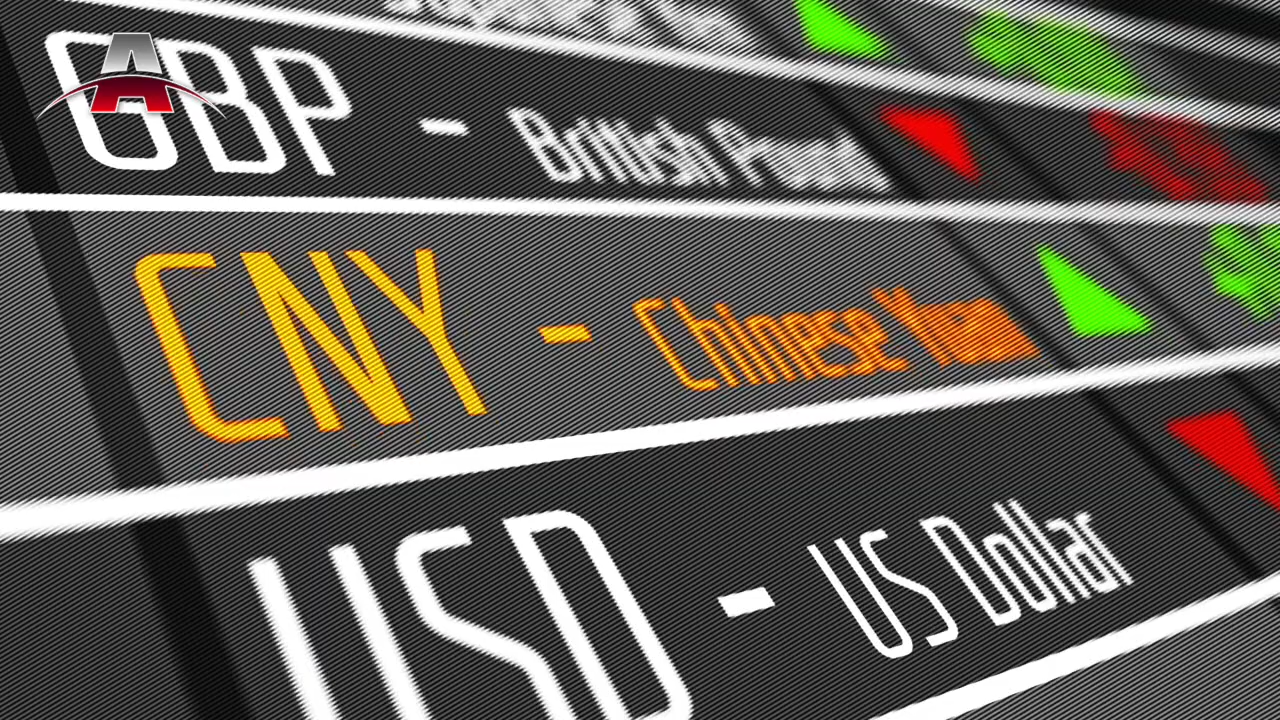 A
GBP - British Pound
CNY - Chinese Yuan
USD - US Dollar